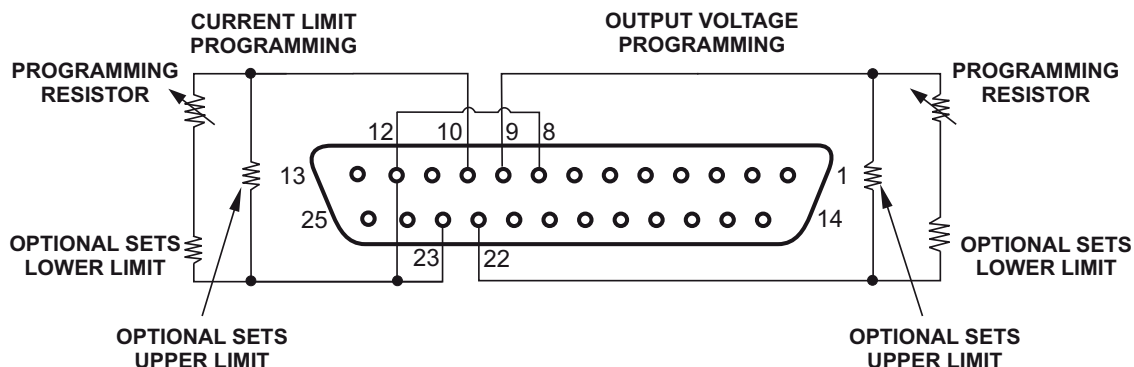 CURRENT LIMIT
PROGRAMMING
OUTPUT VOLTAGE
PROGRAMMING
PROGRAMMING
RESISTOR
PROGRAMMING
RESISTOR
12
10
9
8
13
1
25
14
23
22
OPTIONAL SETS
LOWER LIMIT
OPTIONAL SETS
LOWER LIMIT
OPTIONAL SETS
UPPER LIMIT
OPTIONAL SETS
UPPER LIMIT